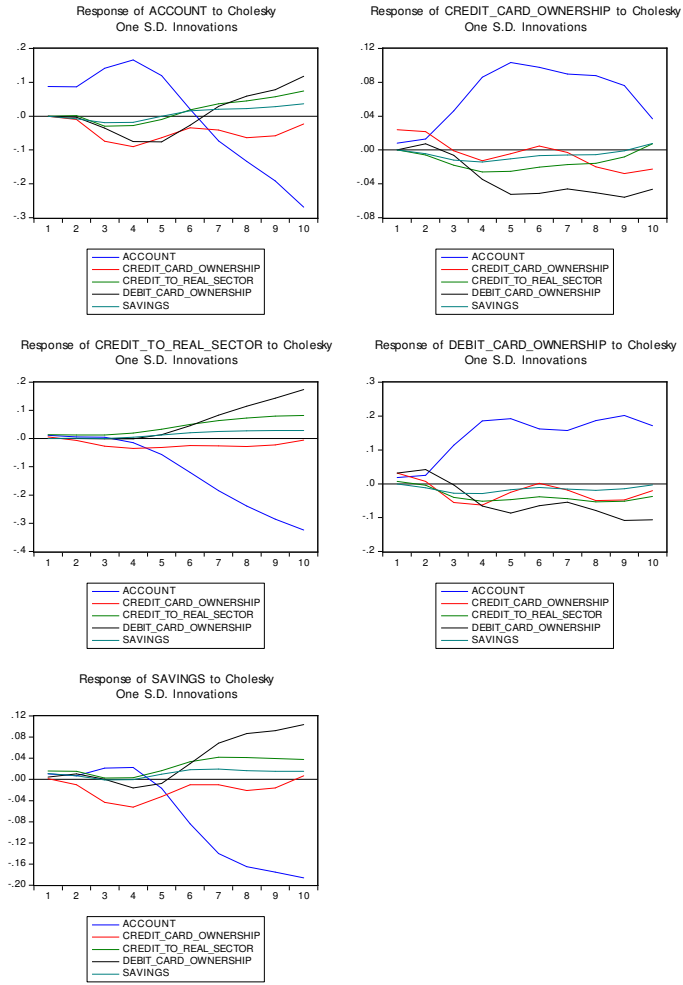 Response of ACCOUNT to Cholesky
One S.D. Innovations
.2
.1
.0
-.1
-.2
-.3
1 2 3 4 5 6 7 8 9 10
ACCOUNT
CREDIT_CARD_OWNERSHIP
CREDIT_TO_REAL_SECTOR
DEBIT_CARD_OWNERSHIP
SAVINGS
Response of CREDIT_CARD_OWNERSHIP to Cholesky
One S.D. Innovations
.12
.08
.04
.00
-.04
-.08
1 2 3 4 5 6 7 8 9 10
ACCOUNT
CREDIT_CARD_OWNERSHIP
CREDIT_TO_REAL_SECTOR
DEBIT_CARD_OWNERSHIP
SAVINGS
Response of CREDIT_TO_REAL_SECTOR to Cholesky
One S.D. Innovations
.2
.1
.0
-.1
-.2
-.3
-.4
1 2 3 4 5 6 7 8 9 10
ACCOUNT
CREDIT_CARD_OWNERSHIP
CREDIT_TO_REAL_SECTOR
DEBIT_CARD_OWNERSHIP
SAVINGS
Response of DEBIT_CARD_OWNERSHIP to Cholesky
One S.D. Innovations
.3
.2
.1
.0
-.1
-.2
1 2 3 4 5 6 7 8 9 10
ACCOUNT
CREDIT_CARD_OWNERSHIP
CREDIT_TO_REAL_SECTOR
DEBIT_CARD_OWNERSHIP
SAVINGS
Response of SAVINGS to Cholesky
One S.D. Innovations
.12
.08
.04
.00
-.04
-.08
-.12
-.16
-.20
1 2 3 4 5 6 7 8 9 10
ACCOUNT
CREDIT_CARD_OWNERSHIP
CREDIT_TO_REAL_SECTOR
DEBIT_CARD_OWNERSHIP
SAVINGS